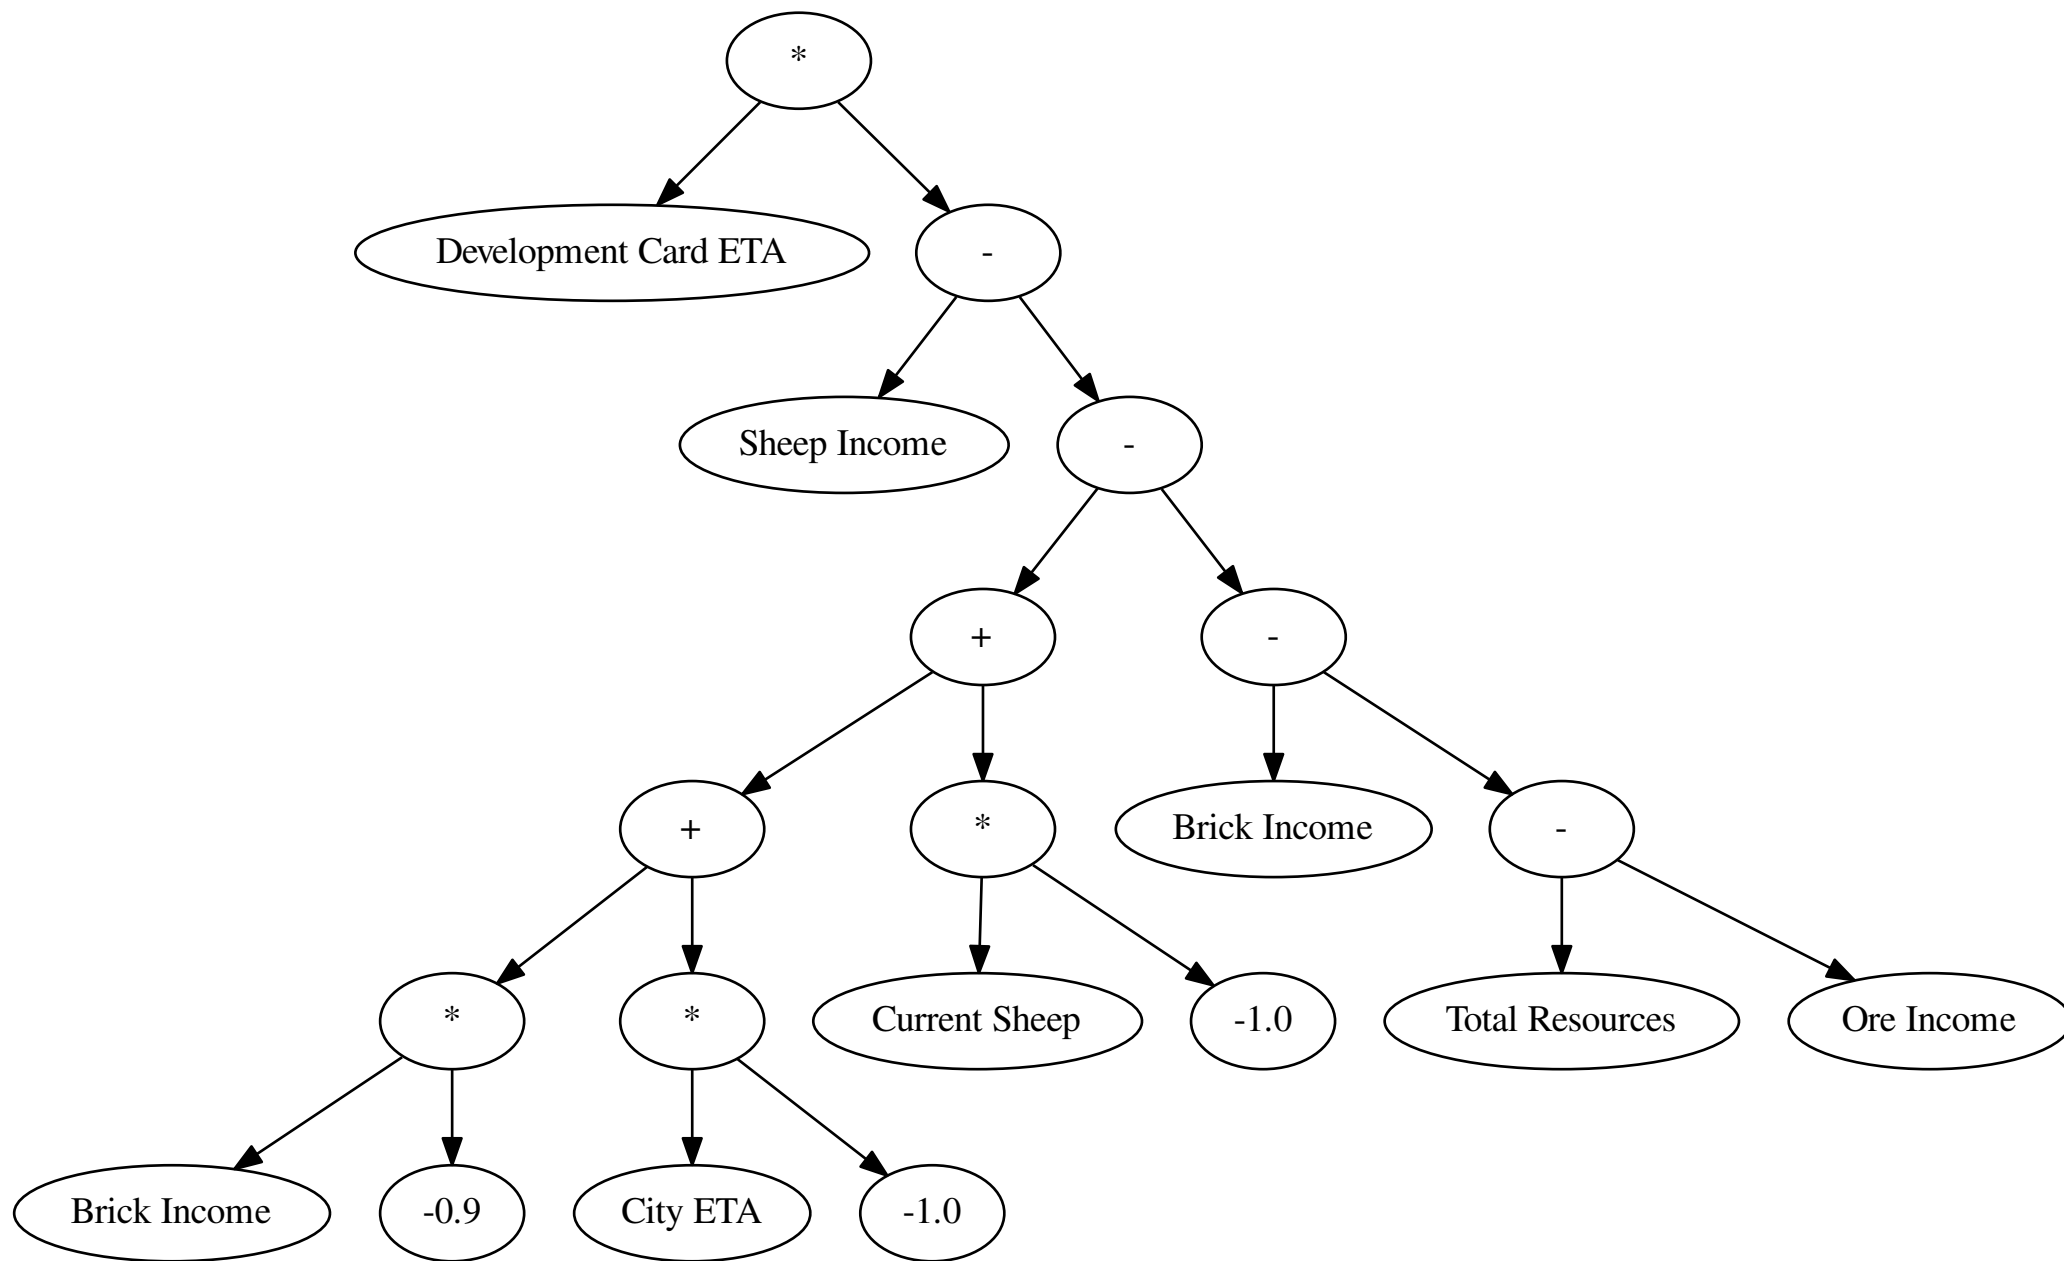 *
Development Card ETA
-
Sheep Income
-
+
-
+
*
Brick Income
-
*
*
Current Sheep
-1.0
Total Resources
Ore Income
Brick Income
-0.9
City ETA
-1.0